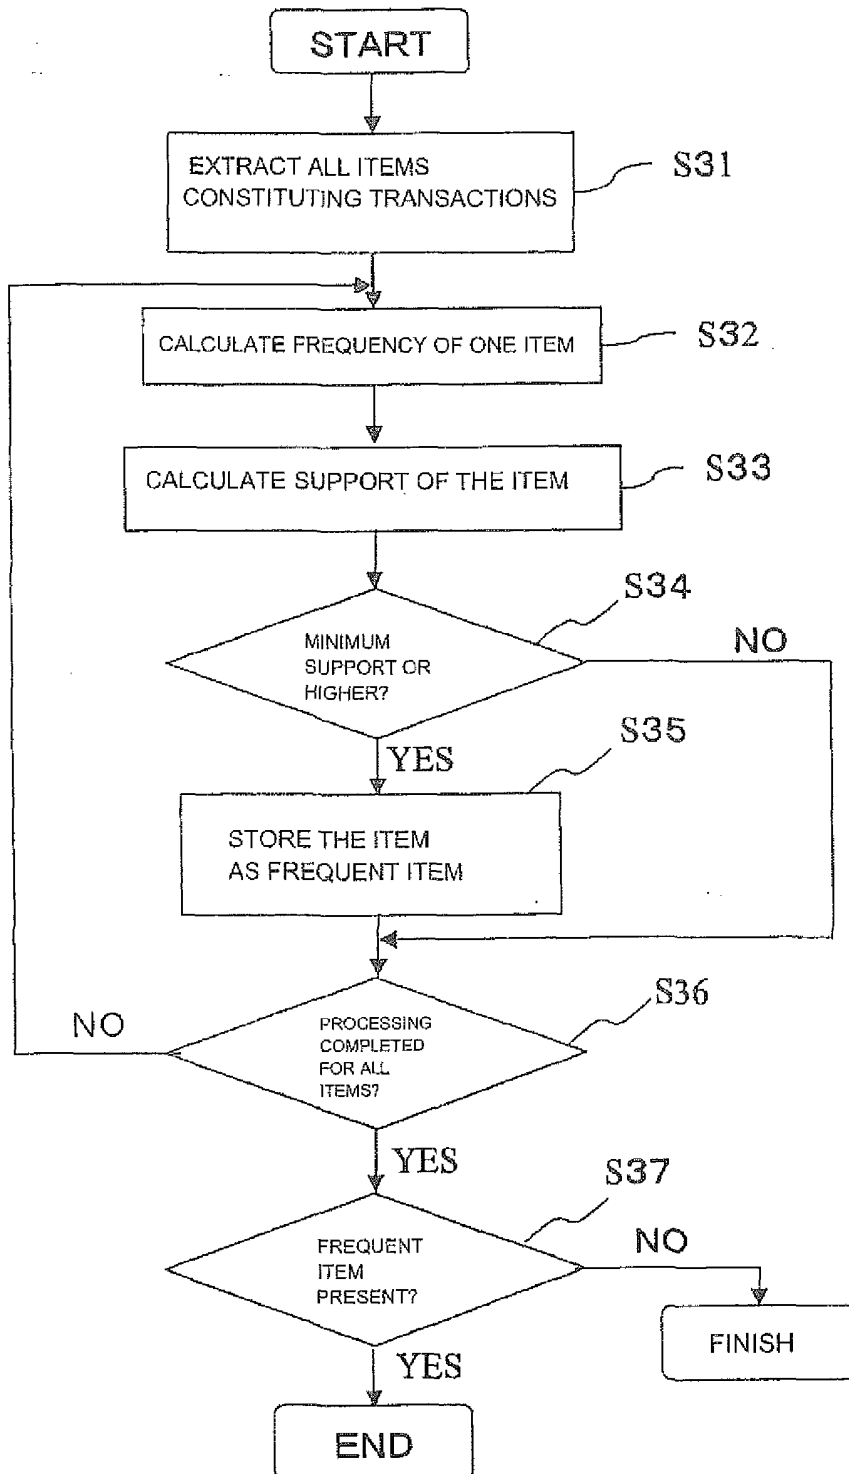 START
EXTRACT ALL ITEMS
CONSTITUTING TRANSACTIONS
S31
CALCULATE FREQUENCY OF ONE ITEM
S32
CALCULATE SUPPORT OF THE ITEM
S33
MINIMUM
SUPPORT OR
HIGHER?
S34
NO
YES
S35
STORE THE ITEM
AS FREQUENT ITEM
NO
PROCESSING
COMPLETED
FOR ALL
ITEMS?
S36
YES
S37
FREQUENT
ITEM
PRESENT?
NO
FINISH
YES
END